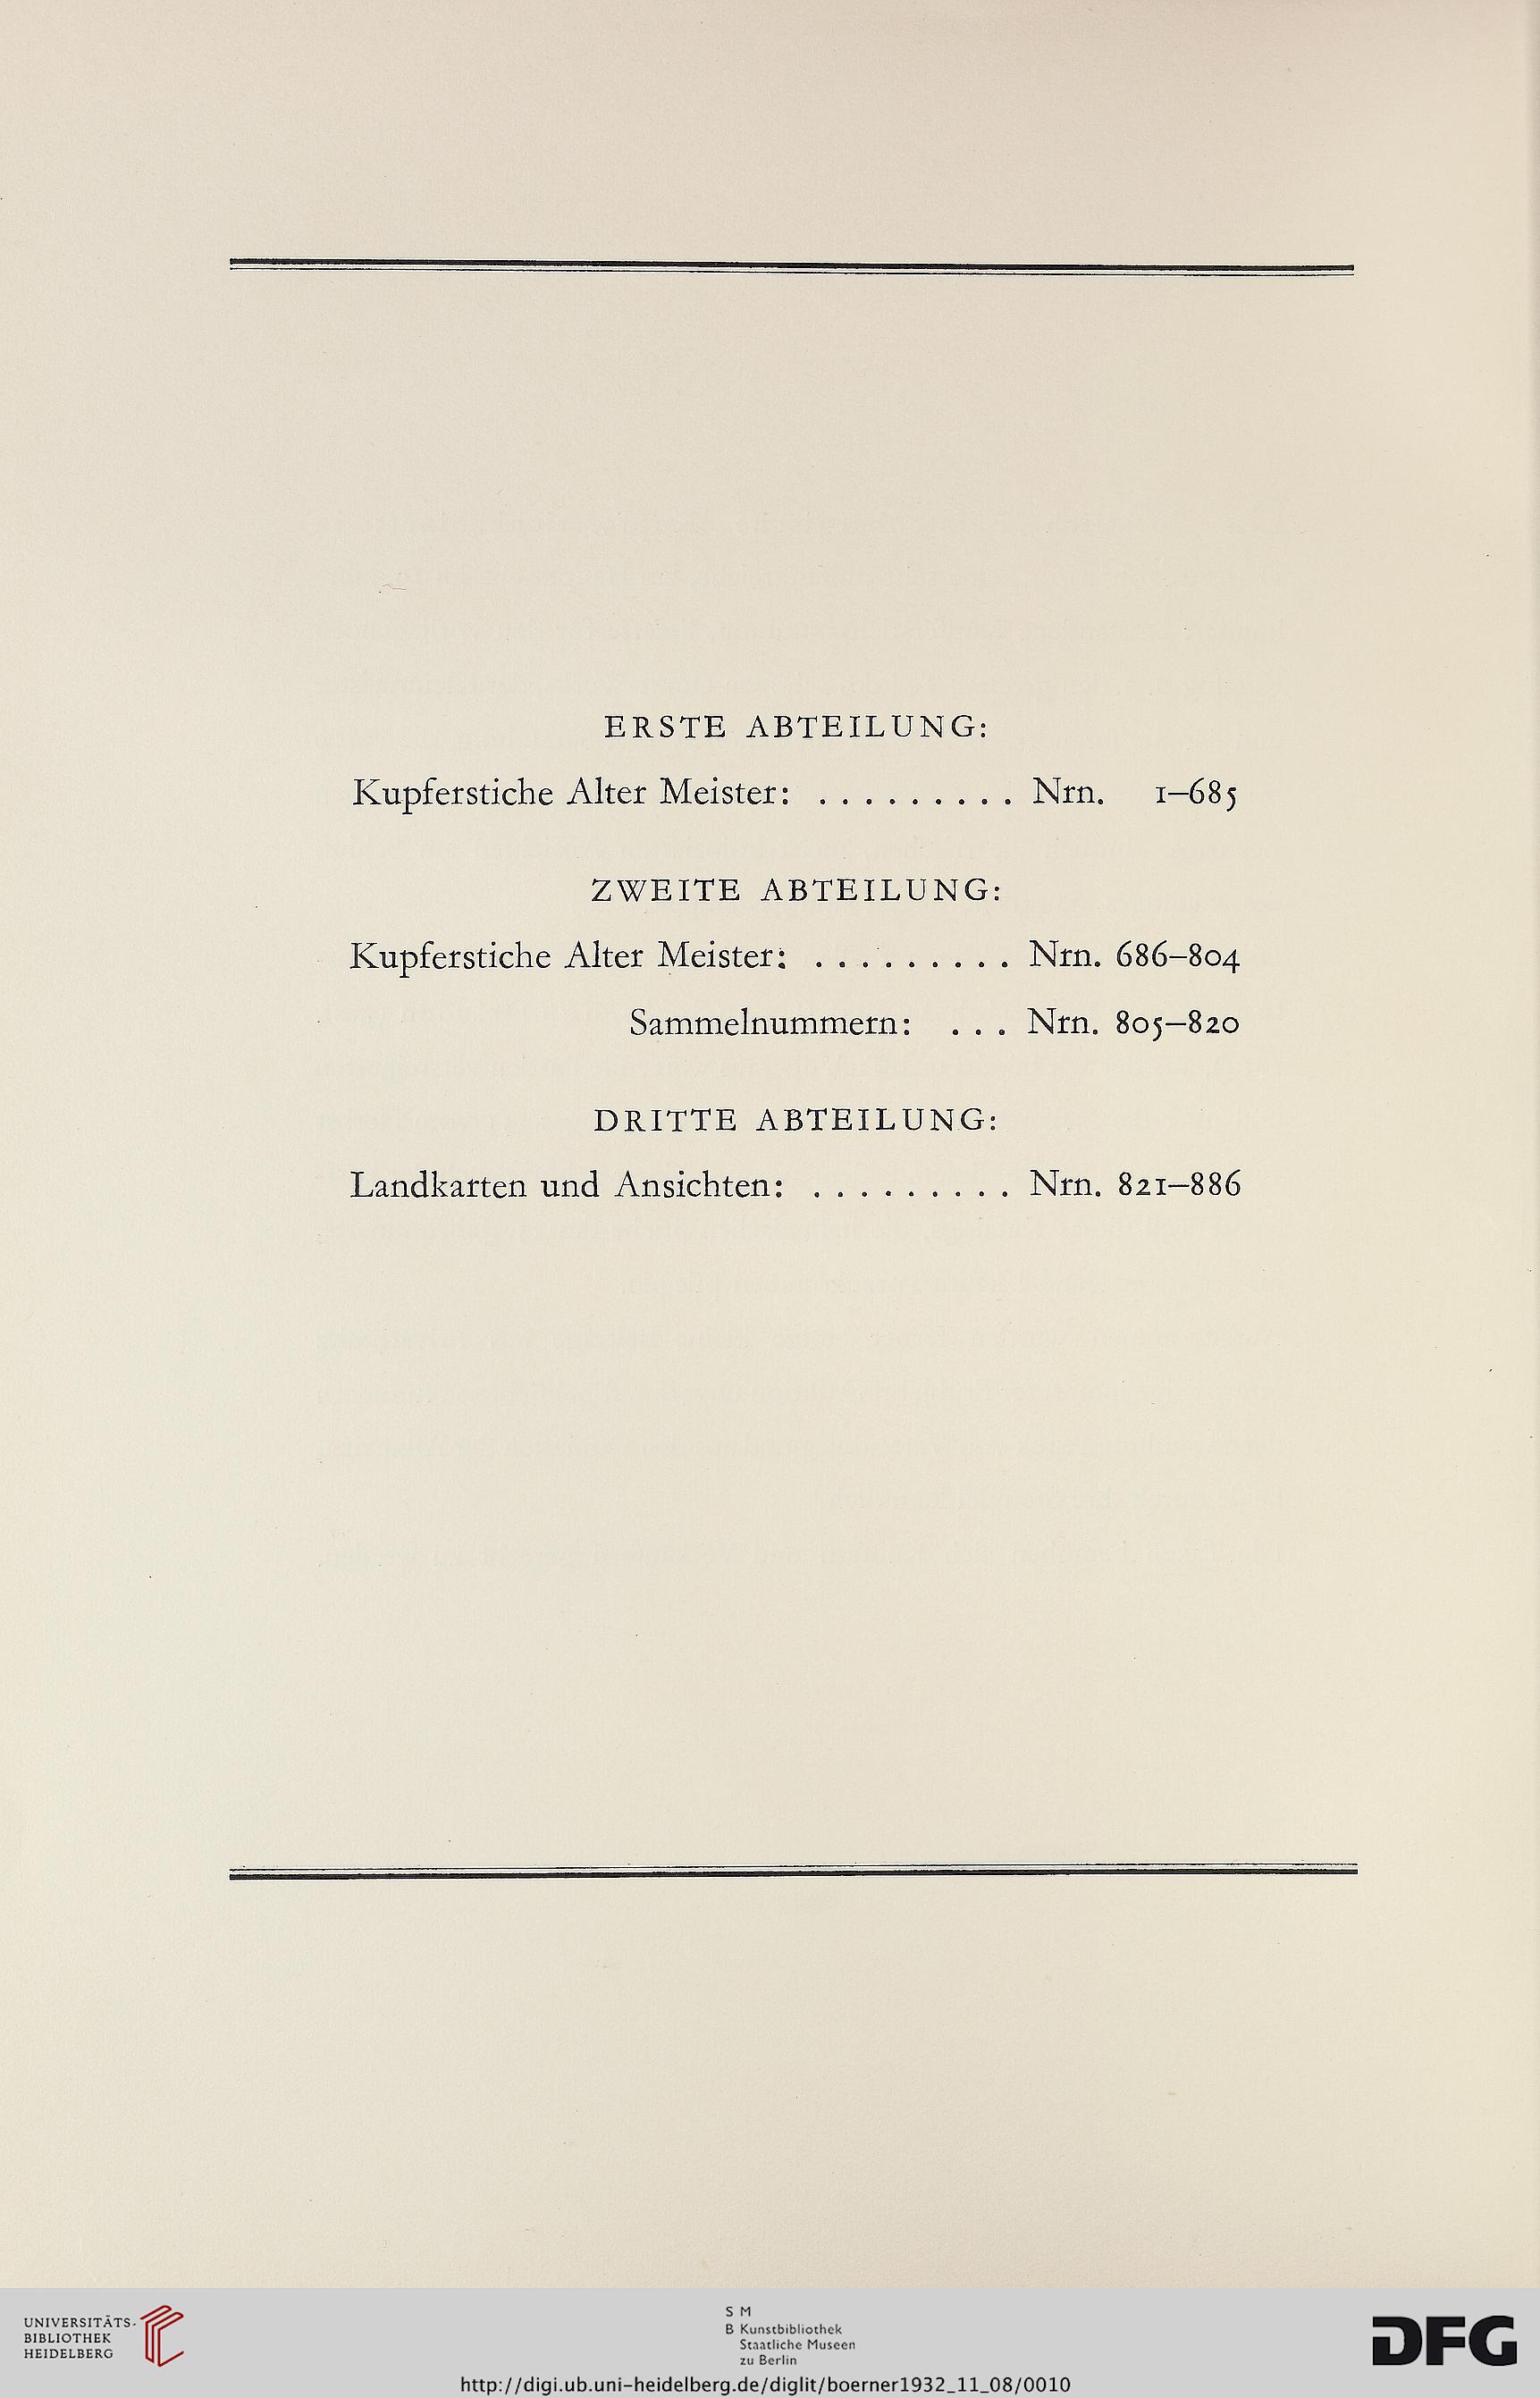 ERSTE ABTEILUNG:
Kupferstiche Alter Meister: ......... Nrn. 1–685
ZWEITE ABTEILUNG:
Kupferstiche Alter Meister: ......... Nrn. 686–804
Sammelnummern: ... Nrn. 805–820
DRITTE ABTEILUNG:
Landkarten und Ansichten: ......... Nrn. 821–886
UNIVERSITÄTS-
BIBLIOTHEK
HEIDELBERG
S M
B Kunstbibliothek
Staatliche Museen
zu Berlin
DFG
http://digi.ub.uni-heidelberg.de/diglit/boerner1932_11_08/0010